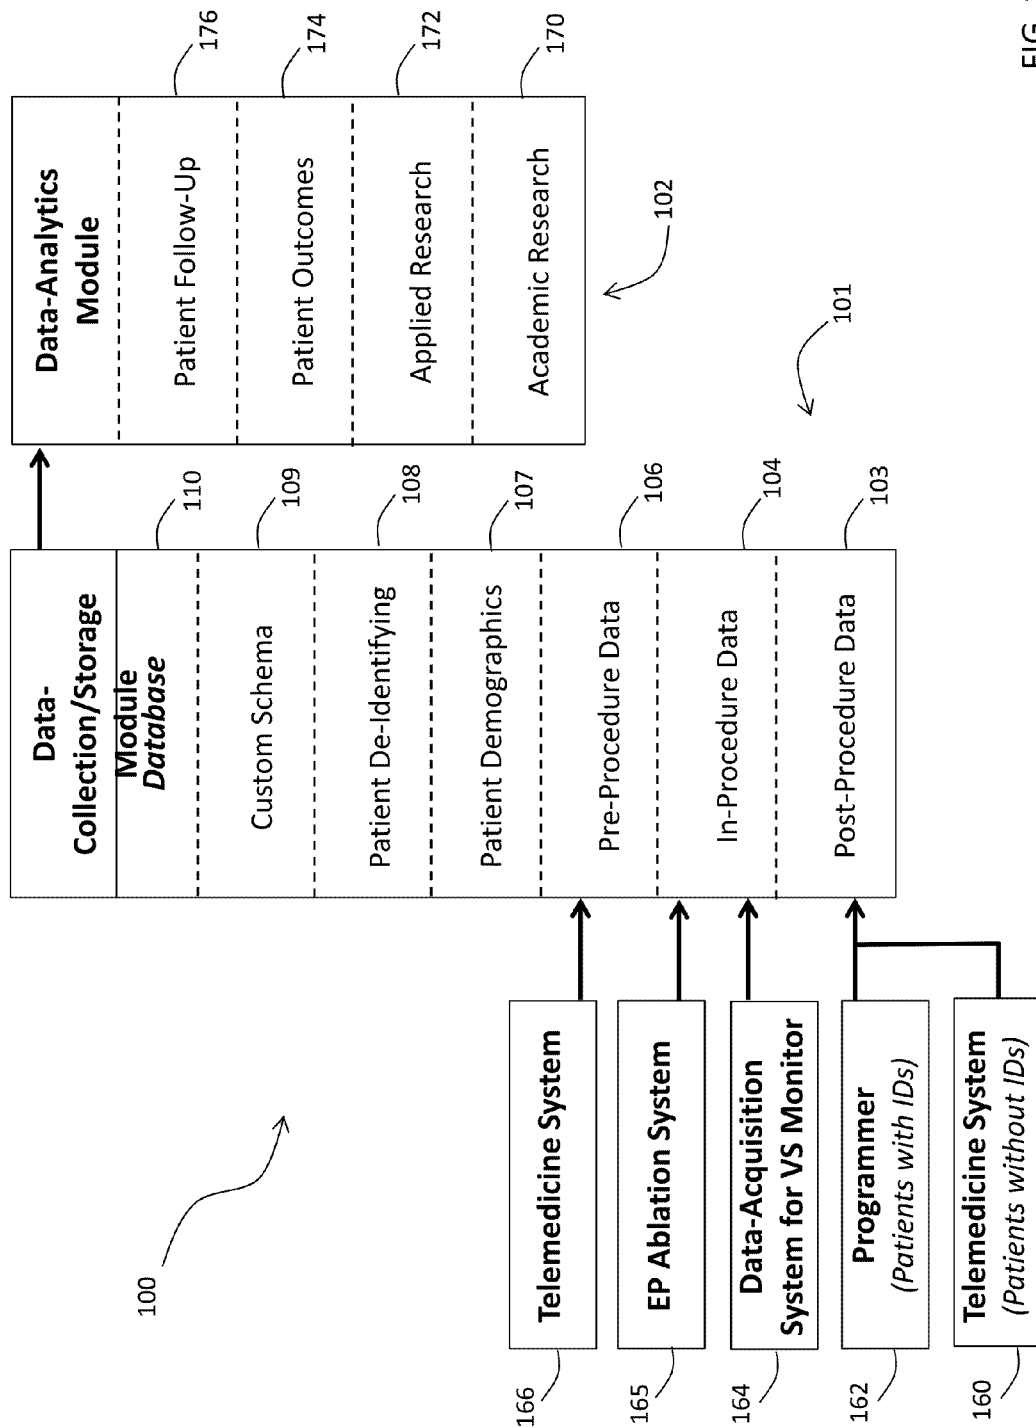 100
Telemedicine System
166
EP Ablation System
165
Data-Acquisition
System for VS Monitor
164
Programmer
(Patients with IDs)
162
Telemedicine System
(Patients without IDs)
160
Data-
Collection/Storage
Module
Database
110
Custom Schema
109
Patient De-Identifying
108
Patient Demographics
107
Pre-Procedure Data
106
In-Procedure Data
104
Post-Procedure Data
103
101
Data-Analytics
Module
Patient Follow-Up
176
Patient Outcomes
174
Applied Research
172
Academic Research
170
102
FIG